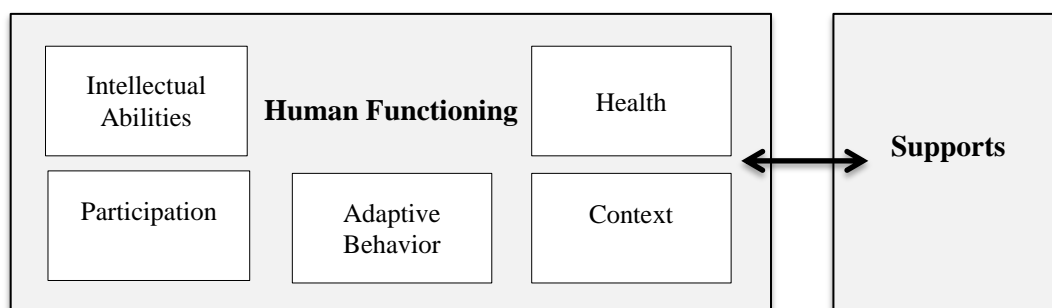 Intellectual
Abilities
Human Functioning
Health
Supports
Participation
Adaptive
Behavior
Context